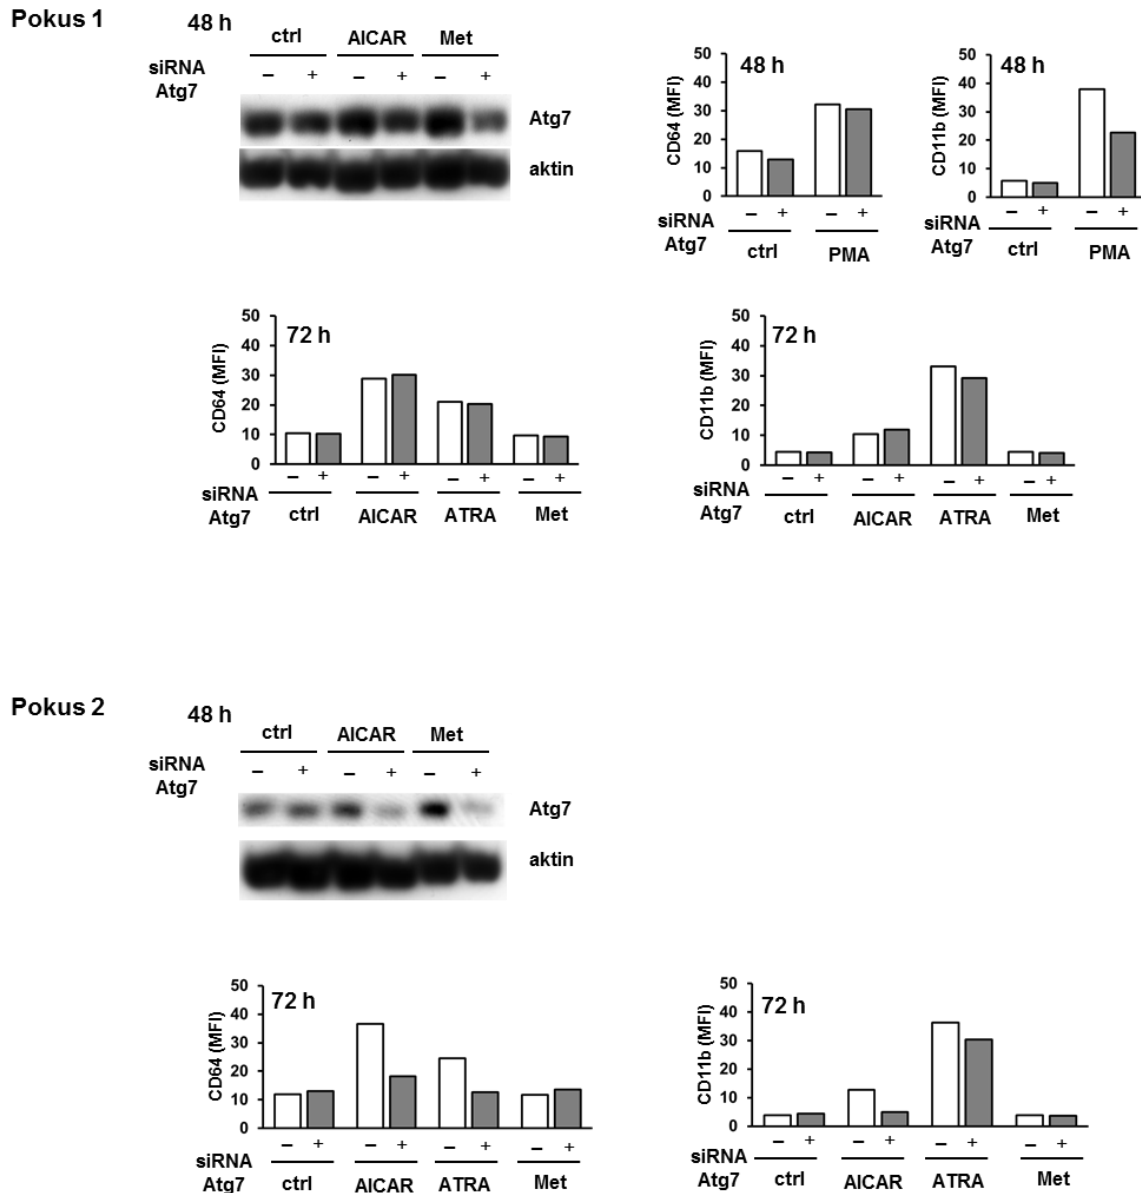 Pokus 1
48 h
ctrl AICAR Met
siRNA Atg7
– + – + – +
Atg7
aktin
CD64 (MFI)
50
40
30
20
10
0
48 h
– + – +
siRNA Atg7
ctrl PMA
CD11b (MFI)
50
40
30
20
10
0
48 h
– + – +
siRNA Atg7
ctrl PMA
CD64 (MFI)
50
40
30
20
10
0
72 h
– + – + – + – +
siRNA Atg7
ctrl AICAR ATRA Met
CD11b (MFI)
50
40
30
20
10
0
72 h
– + – + – + – +
siRNA Atg7
ctrl AICAR ATRA Met
Pokus 2
48 h
ctrl AICAR Met
siRNA Atg7
– + – + – +
Atg7
aktin
CD64 (MFI)
50
40
30
20
10
0
72 h
– + – + – + – +
siRNA Atg7
ctrl AICAR ATRA Met
CD11b (MFI)
50
40
30
20
10
0
72 h
– + – + – + – +
siRNA Atg7
ctrl AICAR ATRA Met